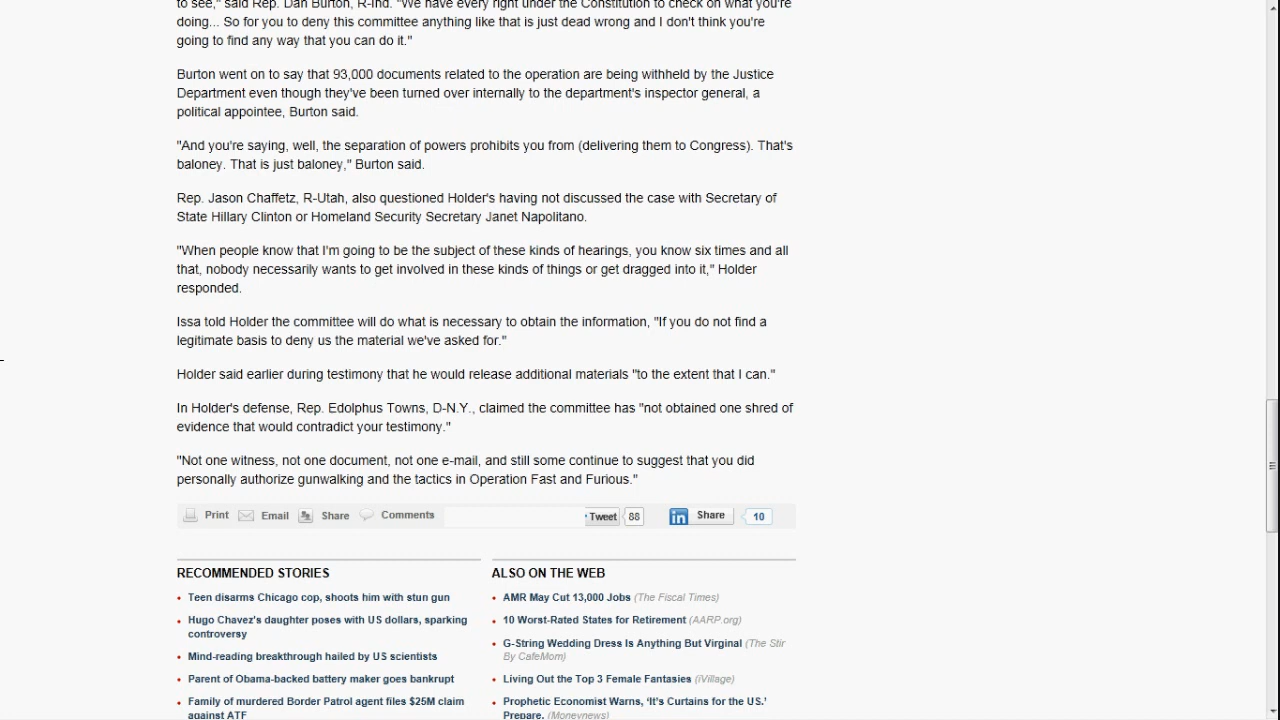 to see," said Rep. Dan Burton, R-Ind. "We have every right under the Constitution to check on what you're
doing... So for you to deny this committee anything like that is just dead wrong and I don't think you're
going to find any way that you can do it."
Burton went on to say that 93,000 documents related to the operation are being withheld by the Justice
Department even though they've been turned over internally to the department's inspector general, a
political appointee, Burton said.
"And you're saying, well, the separation of powers prohibits you from (delivering them to Congress). That's
baloney. That is just baloney," Burton said.
Rep. Jason Chaffetz, R-Utah, also questioned Holder's having not discussed the case with Secretary of
State Hillary Clinton or Homeland Security Secretary Janet Napolitano.
"When people know that I'm going to be the subject of these kinds of hearings, you know six times and all
that, nobody necessarily wants to get involved in these kinds of things or get dragged into it," Holder
responded.
Issa told Holder the committee will do what is necessary to obtain the information, "If you do not find a
legitimate basis to deny us the material we've asked for."
Holder said earlier during testimony that he would release additional materials "to the extent that I can."
In Holder's defense, Rep. Edolphus Towns, D-N.Y., claimed the committee has "not obtained one shred of
evidence that would contradict your testimony."
"Not one witness, not one document, not one e-mail, and still some continue to suggest that you did
personally authorize gunwalking and the tactics in Operation Fast and Furious."
Print Email Share Comments Tweet 88 in Share 10
RECOMMENDED STORIES
Teen disarms Chicago cop, shoots him with stun gun
Hugo Chavez's daughter poses with US dollars, sparking
controversy
Mind-reading breakthrough hailed by US scientists
Parent of Obama-backed battery maker goes bankrupt
Family of murdered Border Patrol agent files $25M claim
against ATF
ALSO ON THE WEB
AMR May Cut 13,000 Jobs (The Fiscal Times)
10 Worst-Rated States for Retirement (AARP.org)
G-String Wedding Dress Is Anything But Virginal (The Stir
By CafeMom)
Living Out the Top 3 Female Fantasies (iVillage)
Prophetic Economist Warns, ‘It’s Curtains for the US.’
Prepare. (Moneynews)